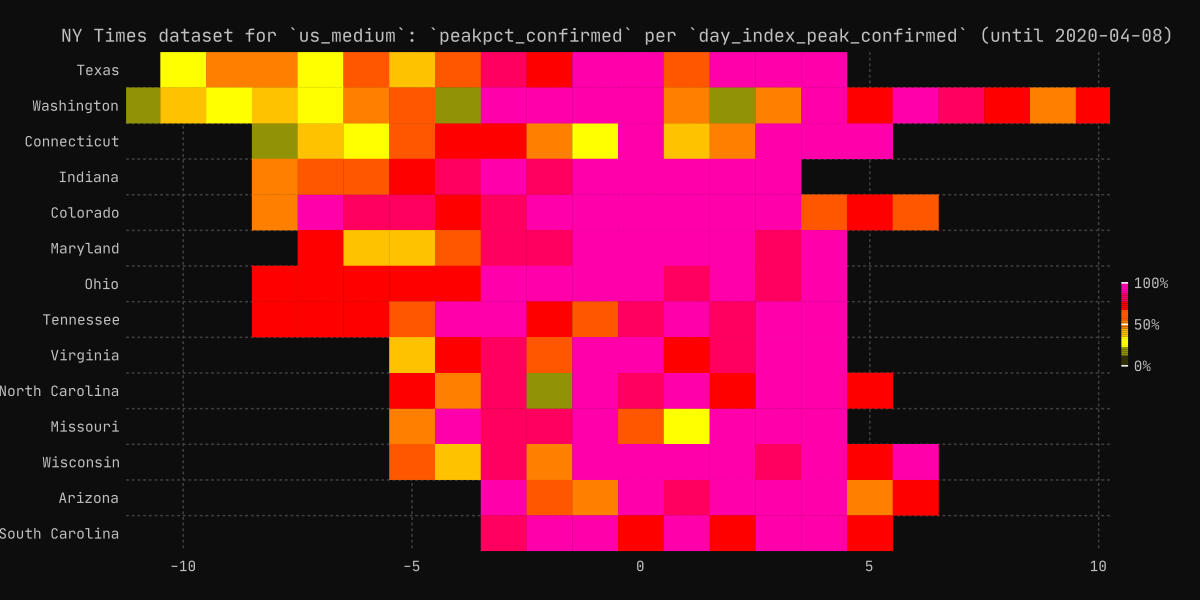 NY Times dataset for `us_medium`: `peakpct_confirmed` per `day_index_peak_confirmed` (until 2020-04-08)
Texas
Washington
Connecticut
Indiana
Colorado
Maryland
Ohio
Tennessee
Virginia
North Carolina
Missouri
Wisconsin
Arizona
South Carolina
−10
−5
0
5
10
100%
50%
0%